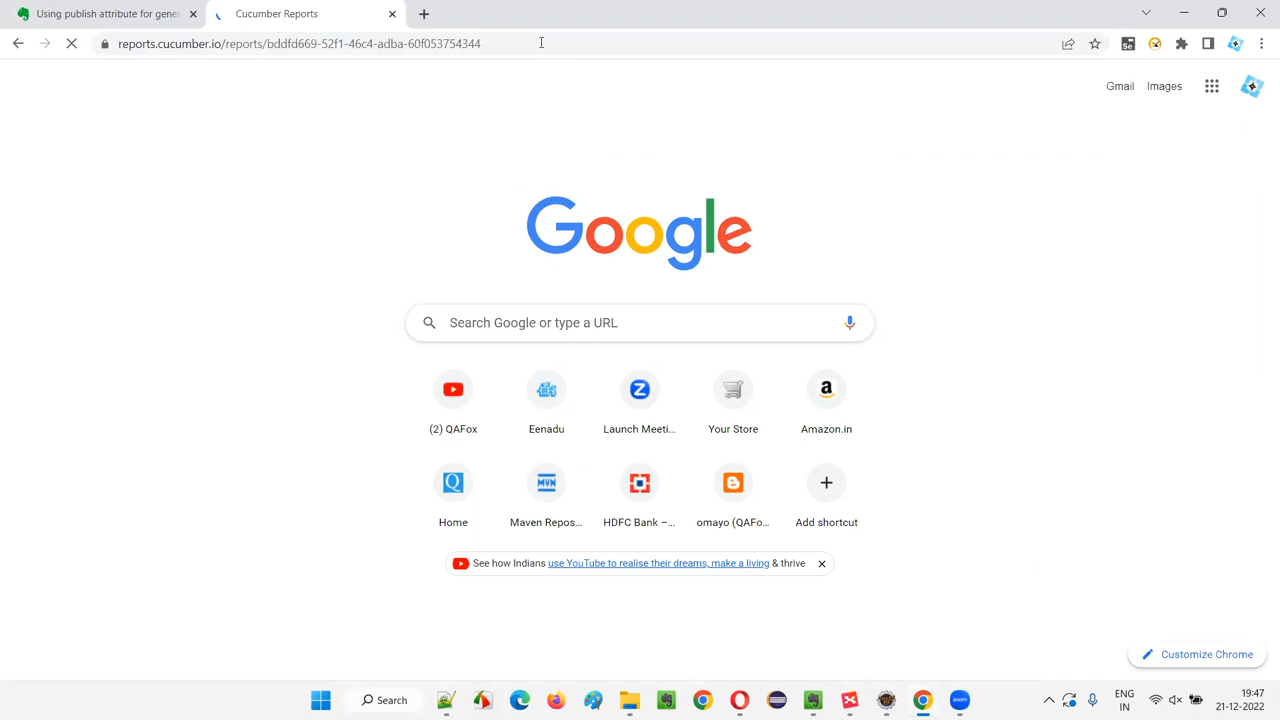 Using publish attribute for gener
Cucumber Reports
reports.cucumber.io/reports/bddfd669-52f1-46c4-adba-60f053754344
Gmail
Images
Google
Search Google or type a URL
(2) QAFox
Eenadu
Launch Meeti...
Your Store
Amazon.in
Home
Maven Repos...
HDFC Bank –...
omayo (QAFo...
Add shortcut
See how Indians use YouTube to realise their dreams, make a living & thrive
Customize Chrome
Search
ENG
IN
19:47
21-12-2022